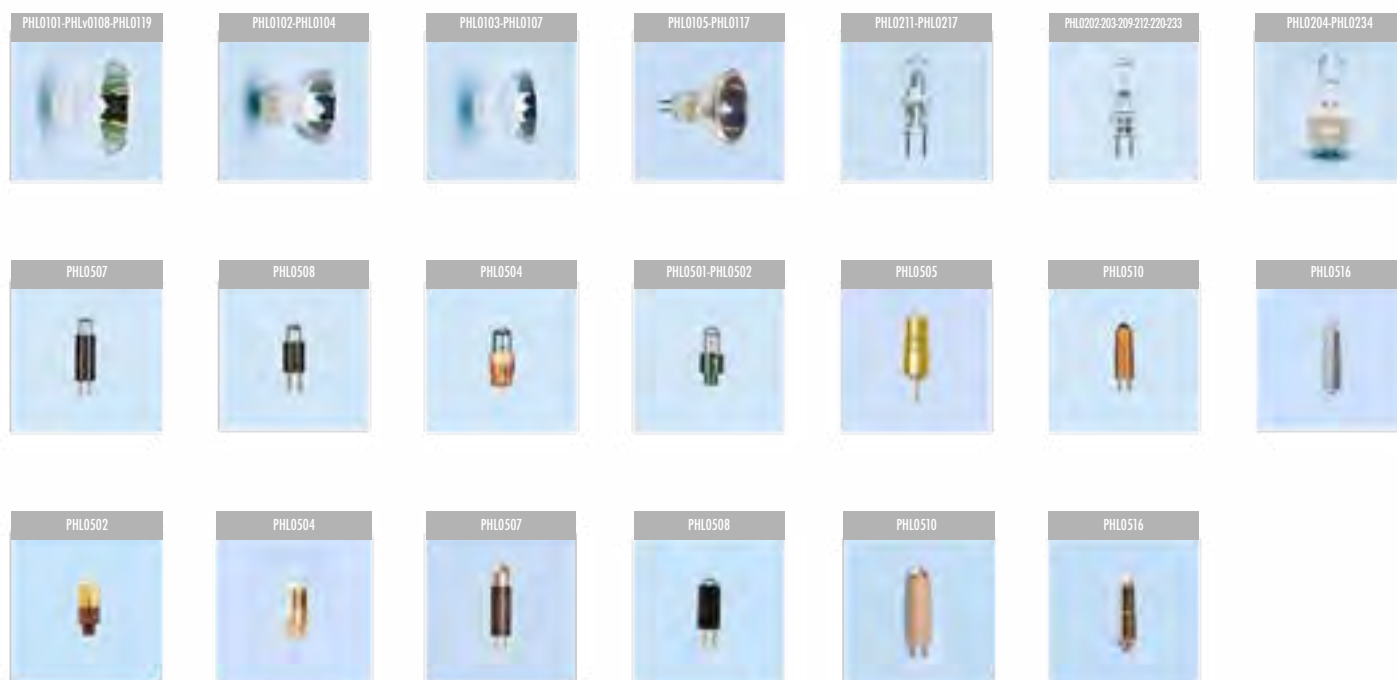 PHL0101-PHLv0108-PHL0119
PHL0102-PHL0104
PHL0103-PHL0107
PHL0105-PHL0117
PHL0211-PHL0217
PHL0202-203-209-212-220-233
PHL0204-PHL0234
PHL0507
PHL0508
PHL0504
PHL0501-PHL0502
PHL0505
PHL0510
PHL0516
PHL0502
PHL0504
PHL0507
PHL0508
PHL0510
PHL0516